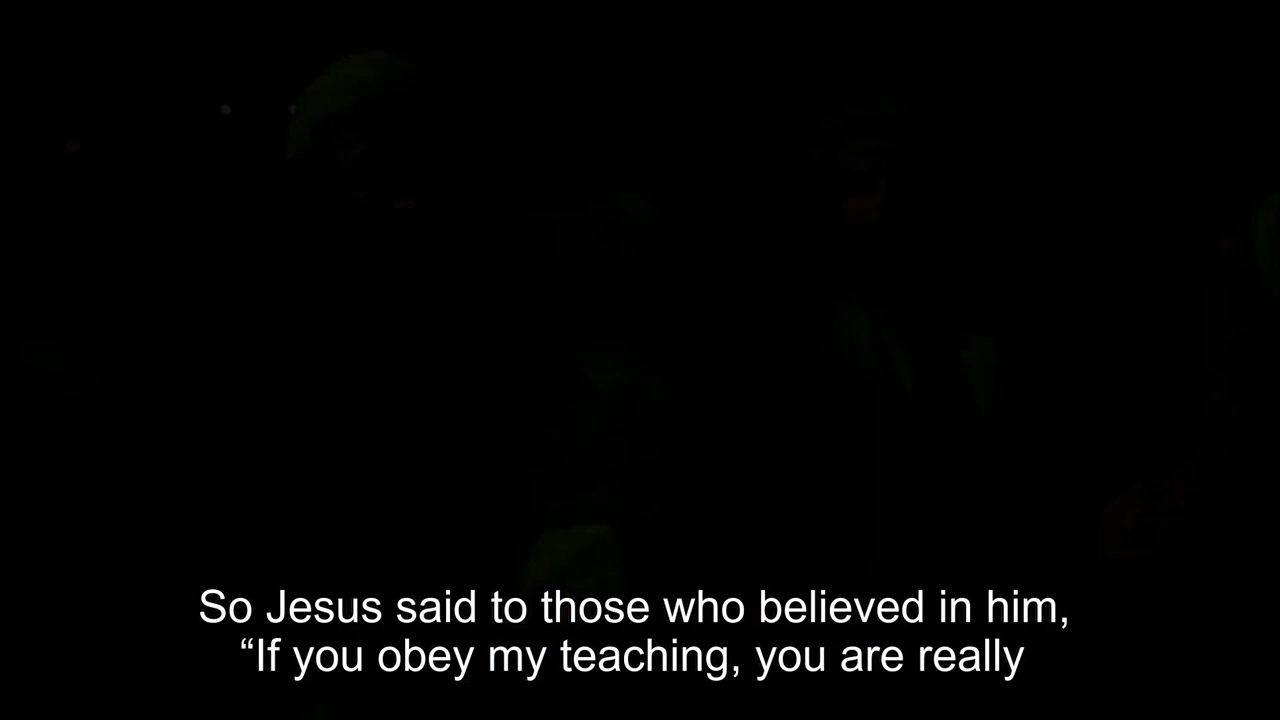 So Jesus said to those who believed in him,
“If you obey my teaching, you are really